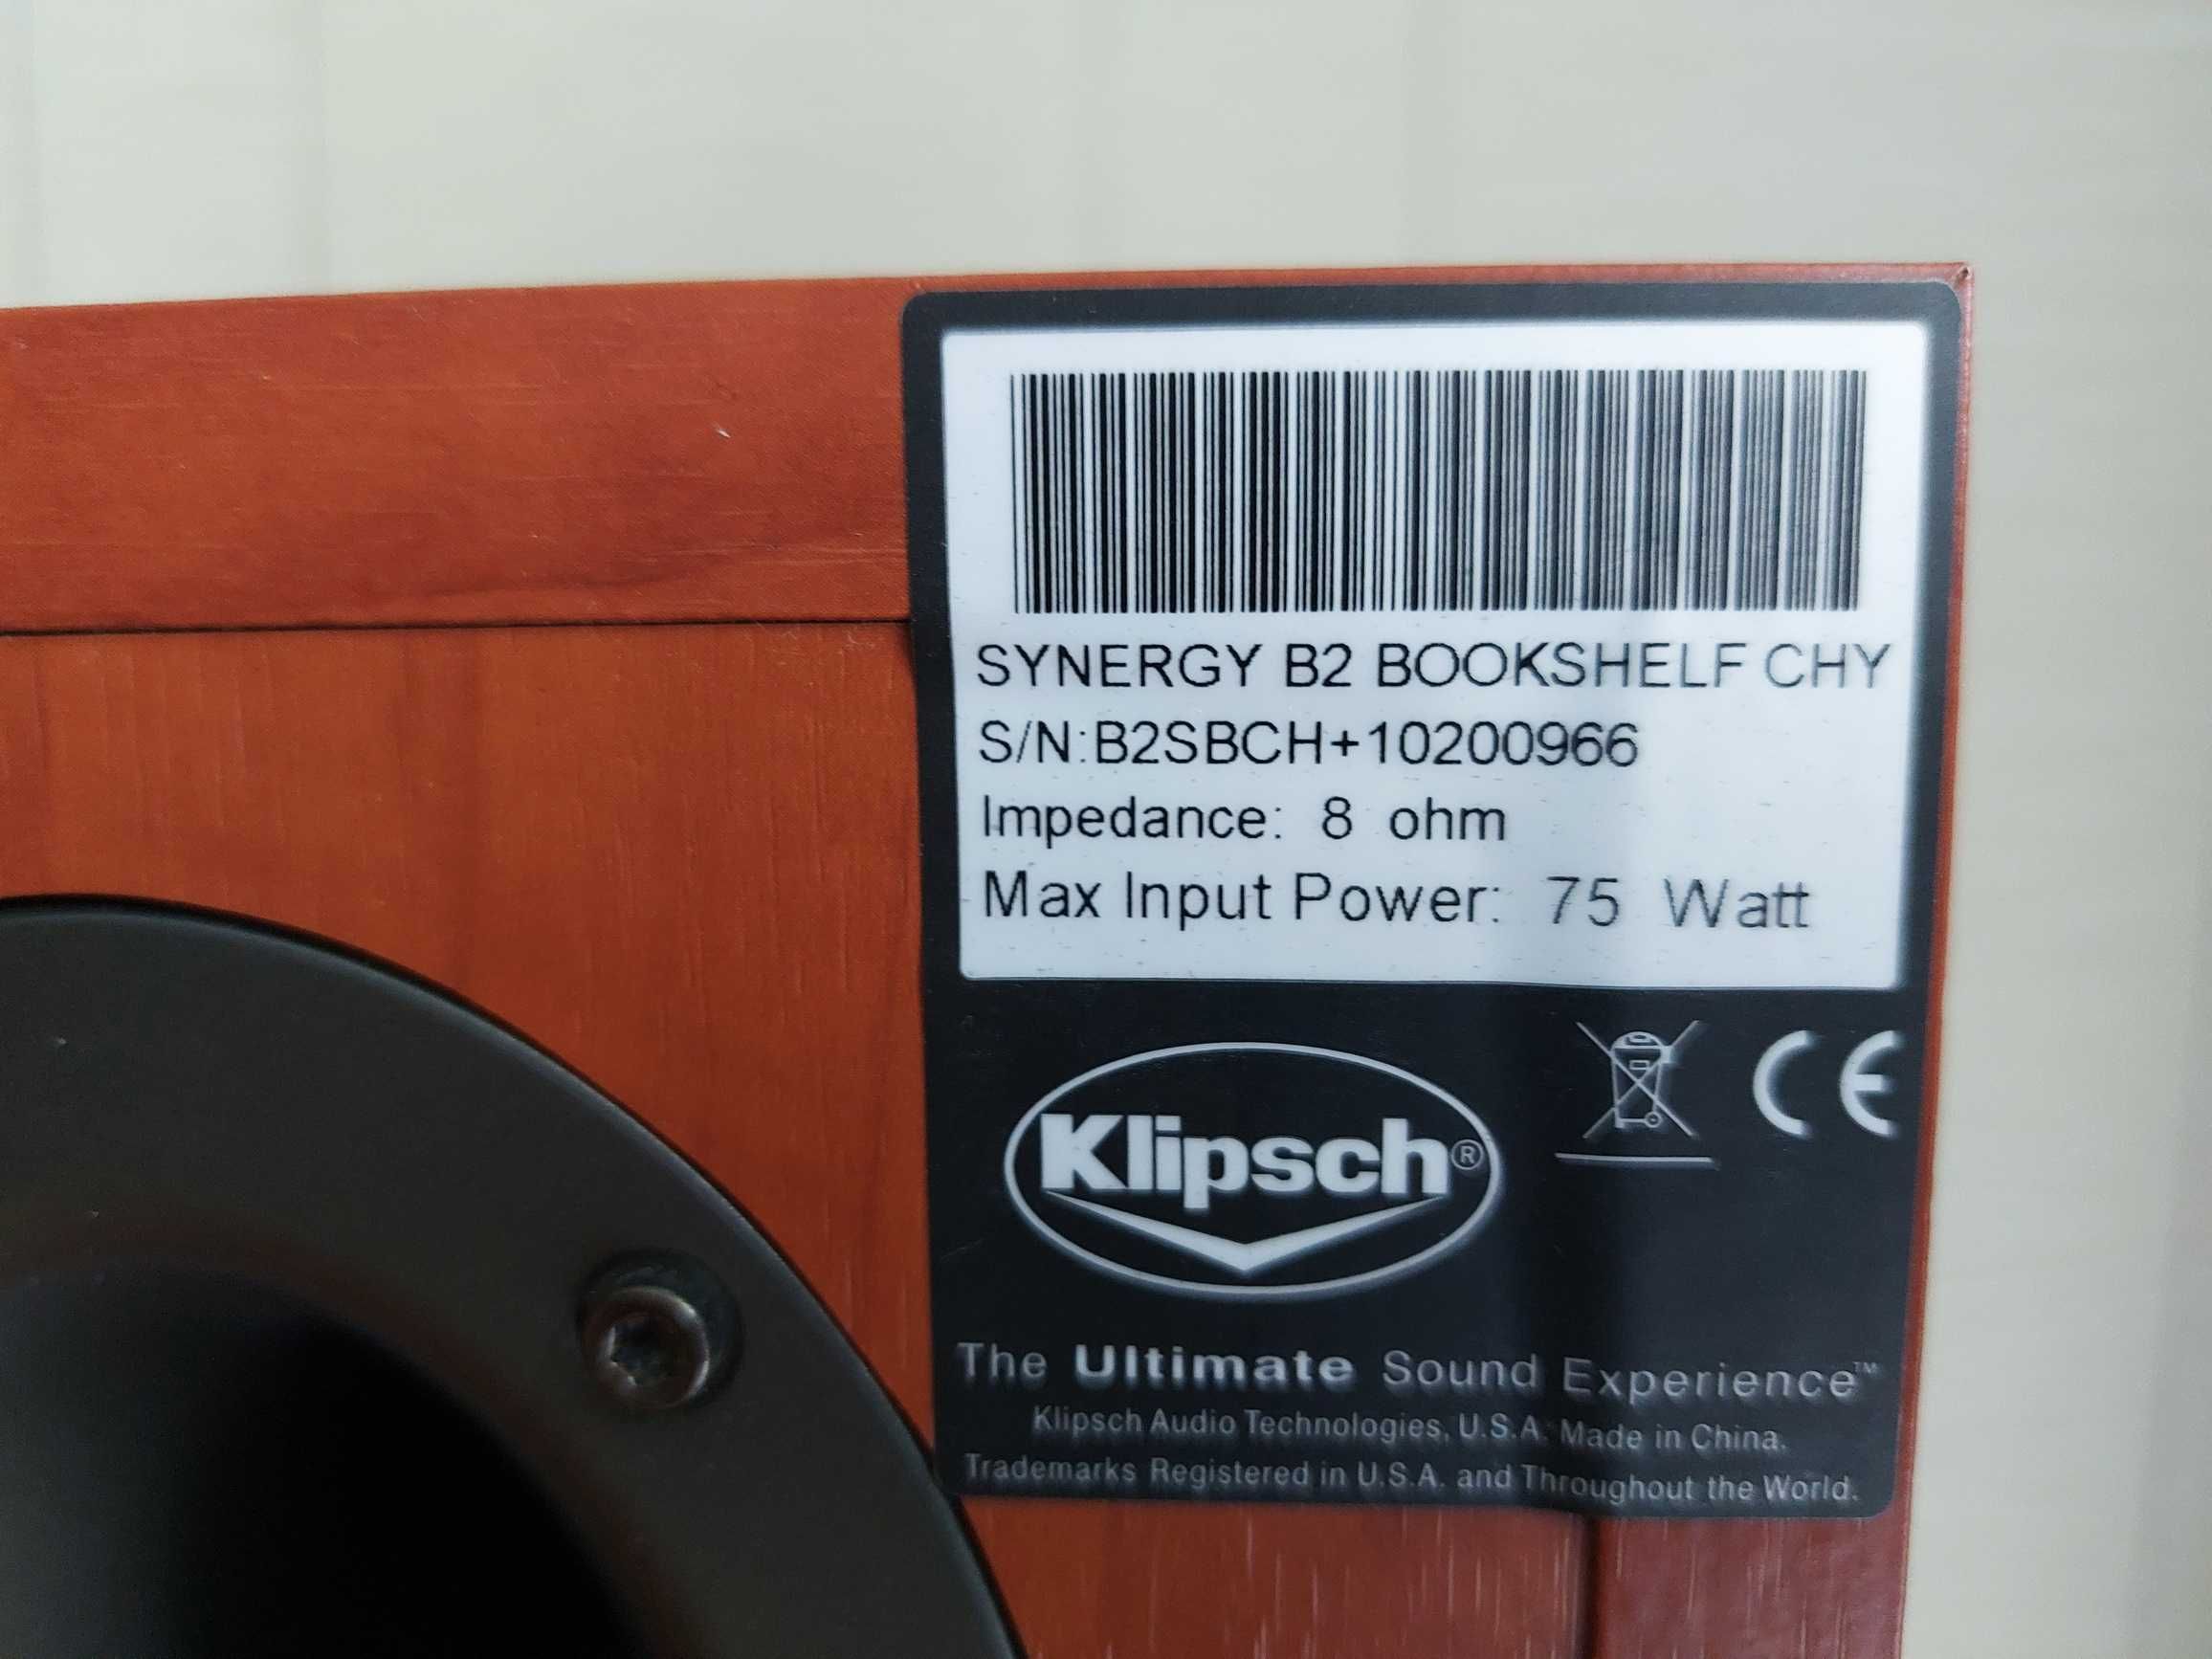 SYNERGY B2 BOOKSHELF CHY
S/N:B2SBCH+10200966
Impedance: 8 ohm
Max Input Power: 75 Watt
CE
Klipsch®
The Ultimate Sound Experience™
Klipsch Audio Technologies, U.S.A. Made in China.
Trademarks Registered in U.S.A. and Throughout the World.